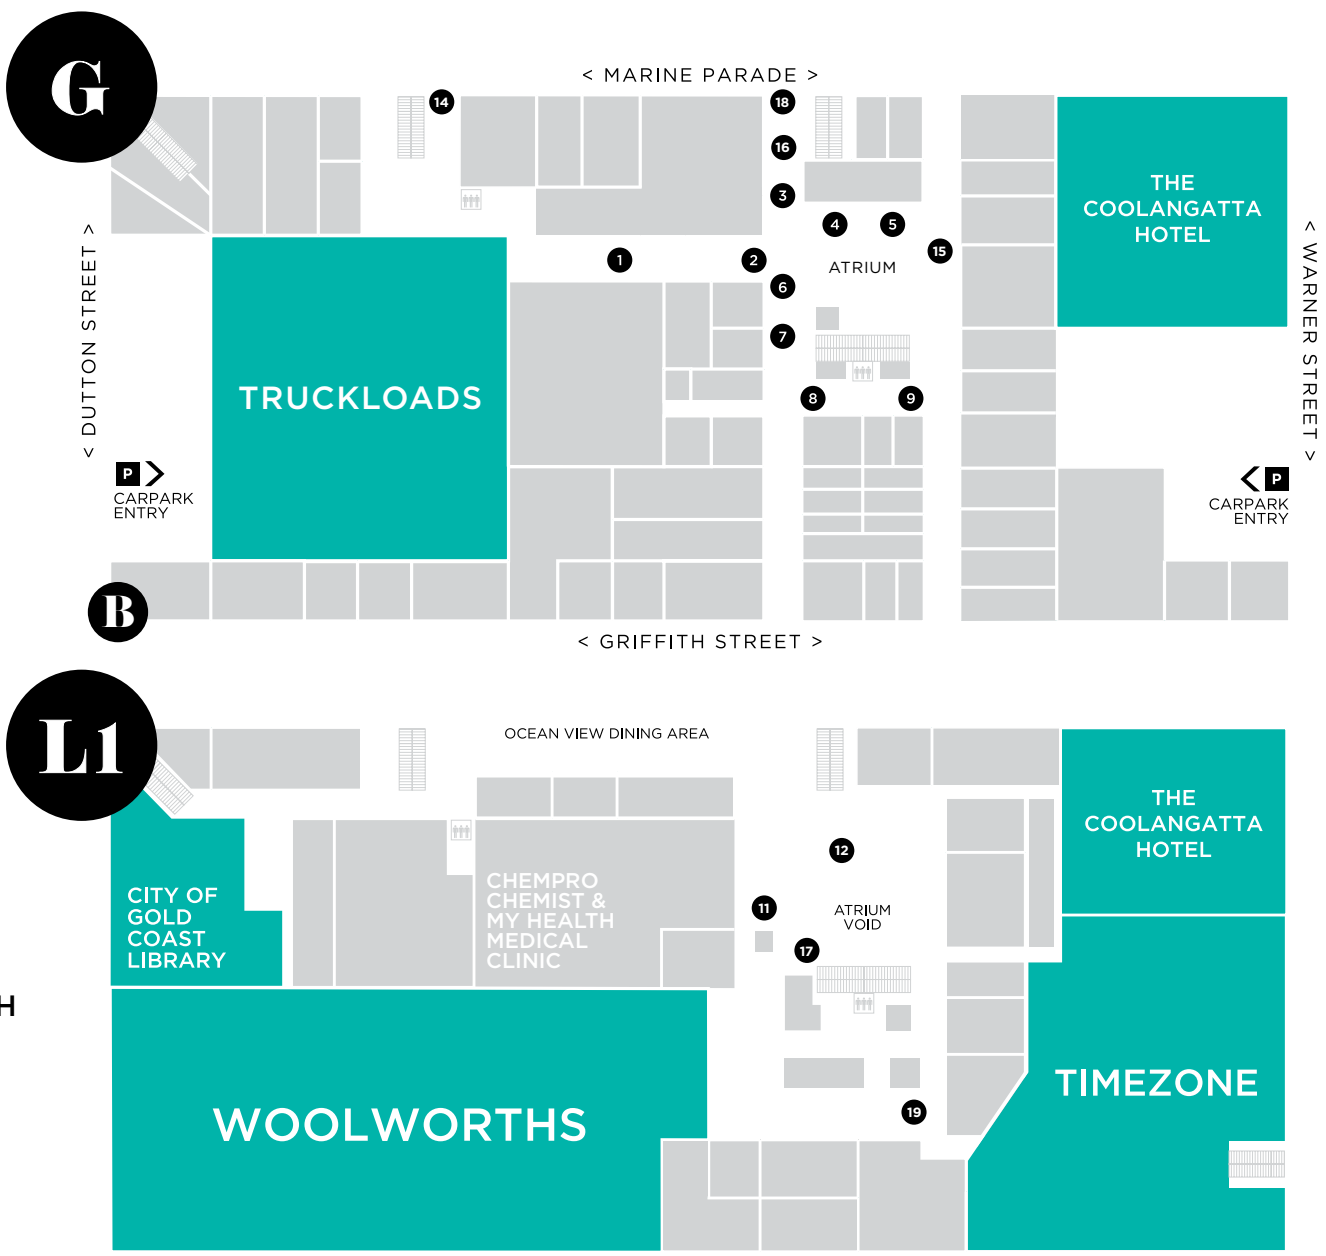 G
< MARINE PARADE >
14
18
16
3
4
5
15
1
2
6
7
8
9
ATRIUM
THE
COOLANGATTA
HOTEL
< DUTTON STREET >
< WARNER STREET >
TRUCKLOADS
P
CARPARK
ENTRY
P
CARPARK
ENTRY
B
< GRIFFITH STREET >
L1
OCEAN VIEW DINING AREA
THE
COOLANGATTA
HOTEL
12
11
ATRIUM
VOID
17
CITY OF
GOLD
COAST
LIBRARY
CHEMPRO
CHEMIST &
MY HEALTH
MEDICAL
CLINIC
H
WOOLWORTHS
TIMEZONE
19